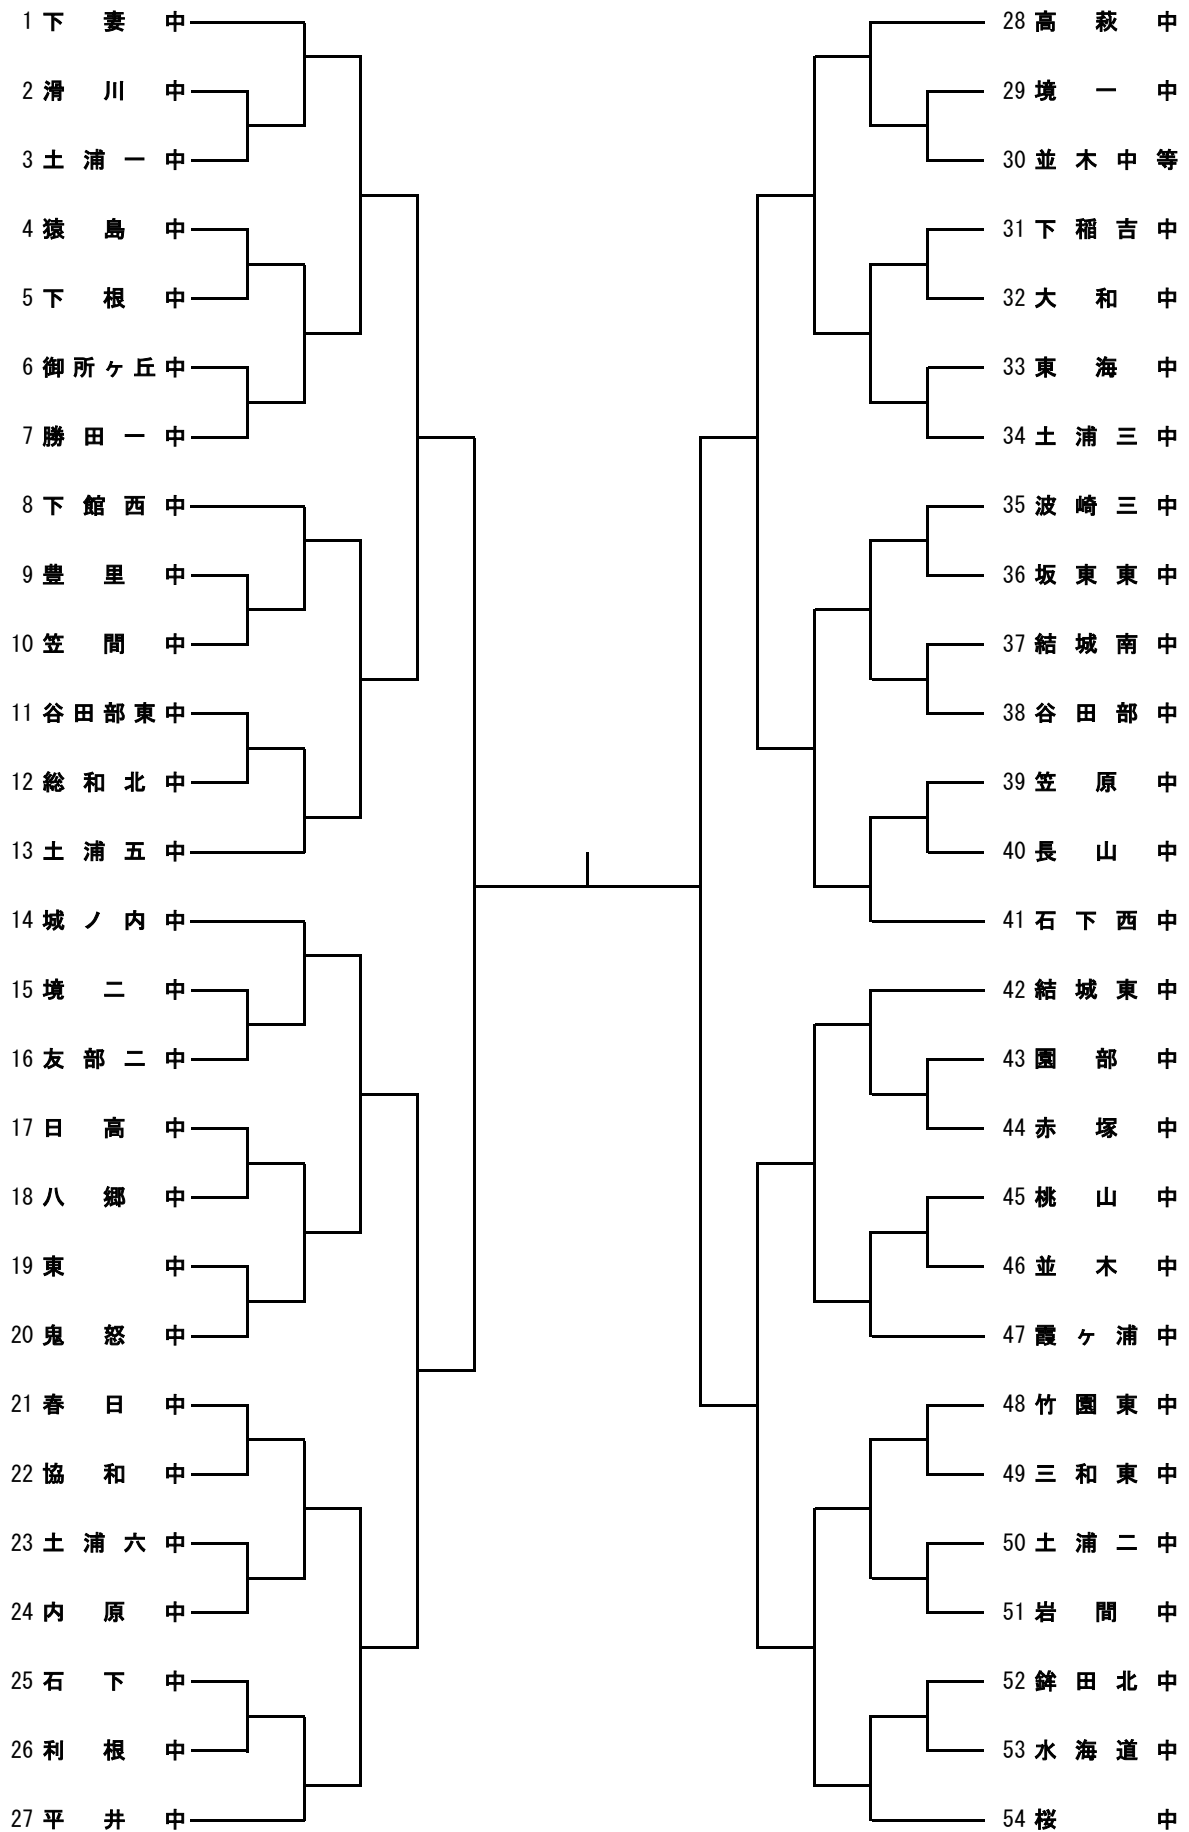 1 下妻中
2 滑川中
3 土浦一中
4 猿島中
5 下根中
6 御所ヶ丘中
7 勝田一中
8 下館西中
9 豊里中
10 笠間中
11 谷田部東中
12 総和北中
13 土浦五中
14 城ノ内中
15 境二中
16 友部二中
17 日高中
18 八郷中
19 東中
20 鬼怒中
21 春日中
22 協和中
23 土浦六中
24 内原中
25 石下中
26 利根中
27 平井中
28 高萩中
29 境一中
30 並木中等
31 下稲吉中
32 大和中
33 東海中
34 土浦三中
35 波崎三中
36 坂東東中
37 結城南中
38 谷田部中
39 笠原中
40 長山中
41 石下西中
42 結城東中
43 園部中
44 赤塚中
45 桃山中
46 並木中
47 霞ヶ浦中
48 竹園東中
49 三和東中
50 土浦二中
51 岩間中
52 鉾田北中
53 水海道中
54 桜中